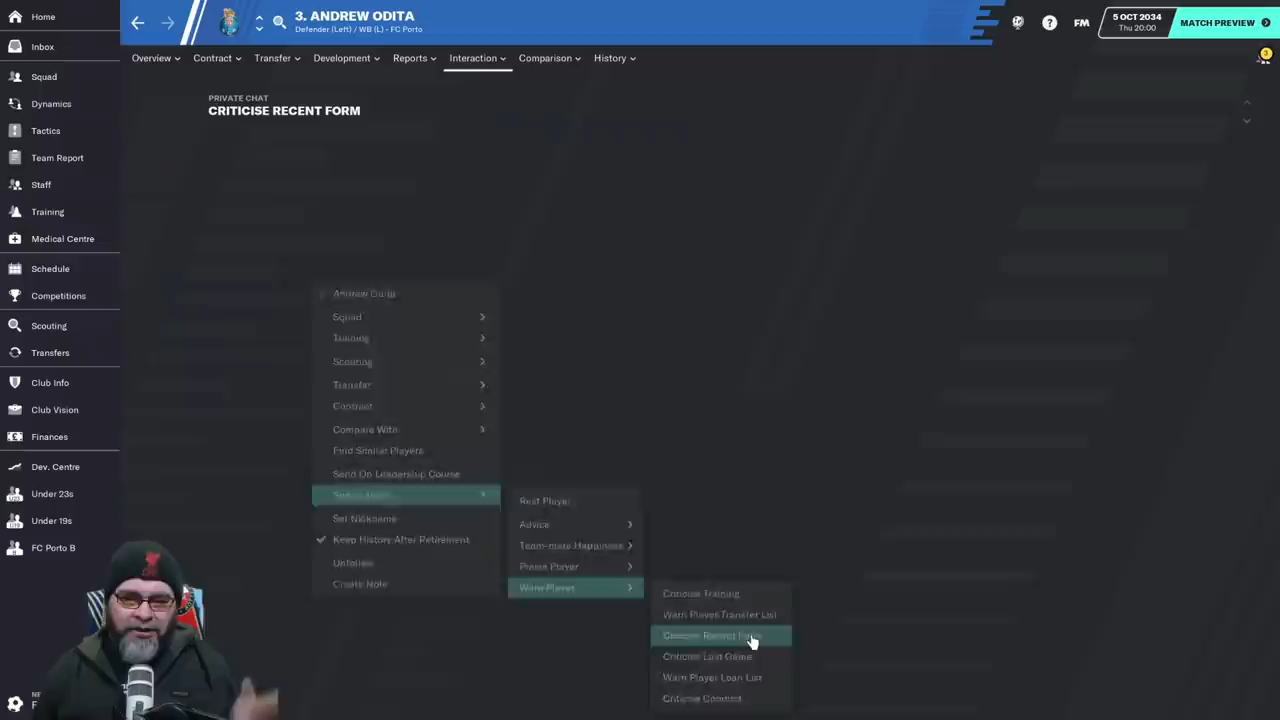 Home
Inbox
Squad
Dynamics
Tactics
Team Report
Staff
Training
Medical Centre
Schedule
Competitions
Scouting
Transfers
Club Info
Club Vision
Finances
Dev. Centre
Under 23s
Under 19s
FC Porto B
3. ANDREW ODITA
Defender (Left) / WB (L) - FC Porto
FM
5 OCT 2034
Thu 20:00
MATCH PREVIEW
3
Overview
Contract
Transfer
Development
Reports
Interaction
Comparison
History
PRIVATE CHAT
CRITICISE RECENT FORM
Andrew Odita
Squad
Training
Scouting
Transfer
Contract
Compare With
Find Similar Players
Send On Leadership Course
Set Nickname
Keep History After Retirement
Unfollow
Create Note
Rest Player
Advice
Team-mate Happiness
Praise Player
Warn Player
Criticise Training
Warn Player Transfer List
Criticise Recent Form
Criticise Last Game
Warn Player Loan List
Criticise Conduct